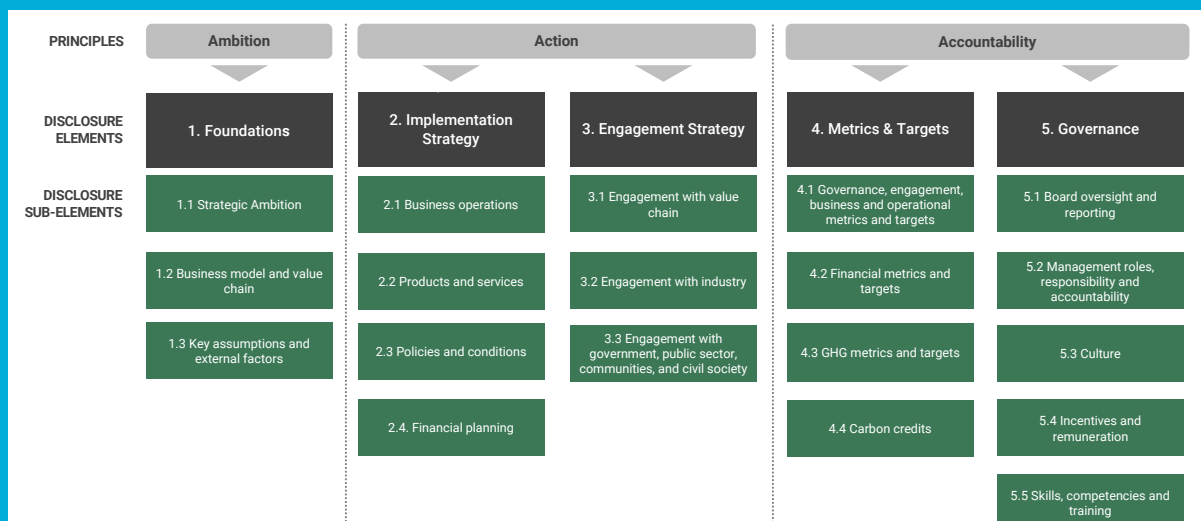 PRINCIPLES
Ambition
Action
Accountability
DISCLOSURE
ELEMENTS
1. Foundations
2. Implementation
Strategy
3. Engagement Strategy
4. Metrics & Targets
5. Governance
DISCLOSURE
SUB-ELEMENTS
1.1 Strategic Ambition
2.1 Business operations
3.1 Engagement with value
chain
4.1 Governance, engagement,
business and operational
metrics and targets
5.1 Board oversight and
reporting
1.2 Business model and value
chain
2.2 Products and services
3.2 Engagement with industry
4.2 Financial metrics and
targets
5.2 Management roles,
responsibility and
accountability
1.3 Key assumptions and
external factors
2.3 Policies and conditions
3.3 Engagement with
government, public sector,
communities, and civil society
4.3 GHG metrics and targets
5.3 Culture
2.4. Financial planning
4.4 Carbon credits
5.4 Incentives and
remuneration
5.5 Skills, competencies and
training